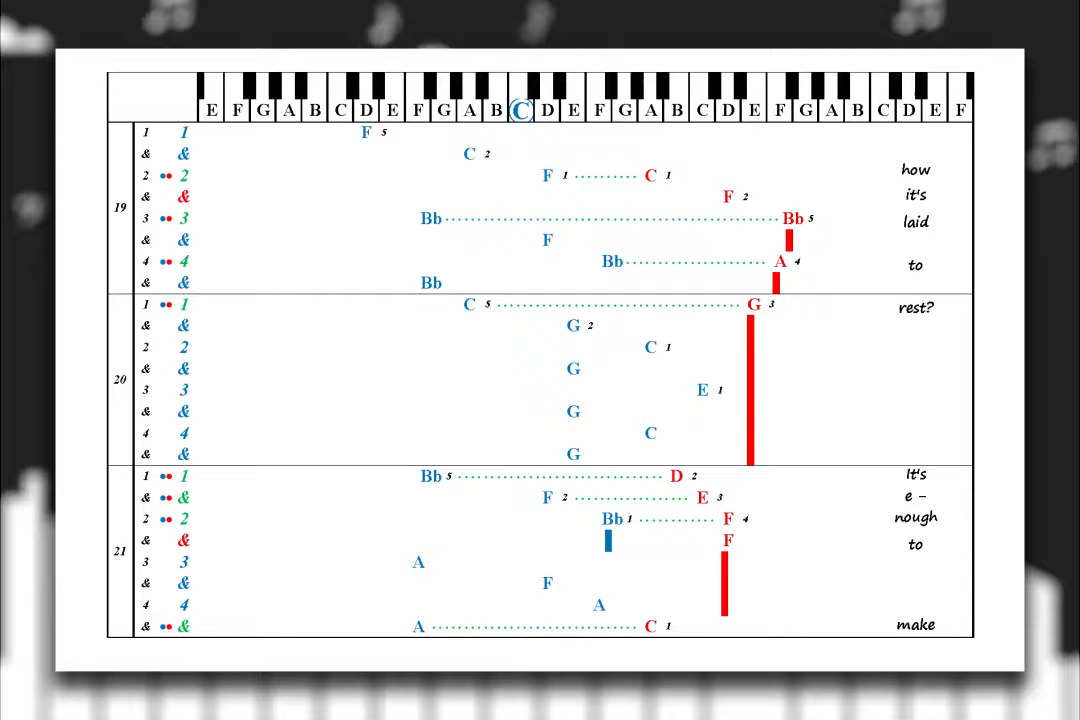 E F G A B C D E F G A B C D E F G A B C D E F G A B C D E F
19
1 1 F 5
& & C 2
2 2 F 1 C 1 how
& & F 2 it's
3 3 Bb Bb 5 laid
& & F
4 4 Bb A 4 to
& & Bb
20
1 1 C 5 G 3 rest?
& & G 2
2 2 C 1
& & G
3 3 E 1
& & G
4 4 C
& & G
21
1 1 Bb 5 D 2 It's
& & F 2 E 3 e -
2 2 Bb 1 F 4 nough
& & F to
3 3 A
& & F
4 4 A
& & A C 1 make